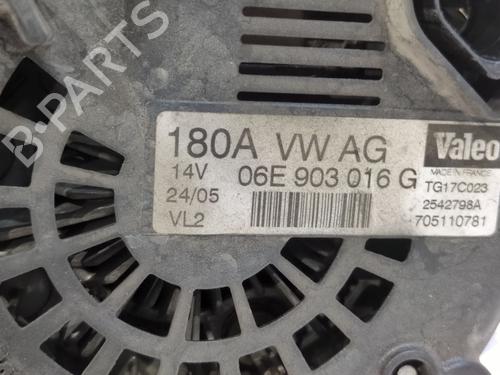 B-PARTS
180A VW AG
14V 06E 903 016 G
24/05
VL2
Valeo
MADE IN FRANCE
TG17C023
2542798A
705110781